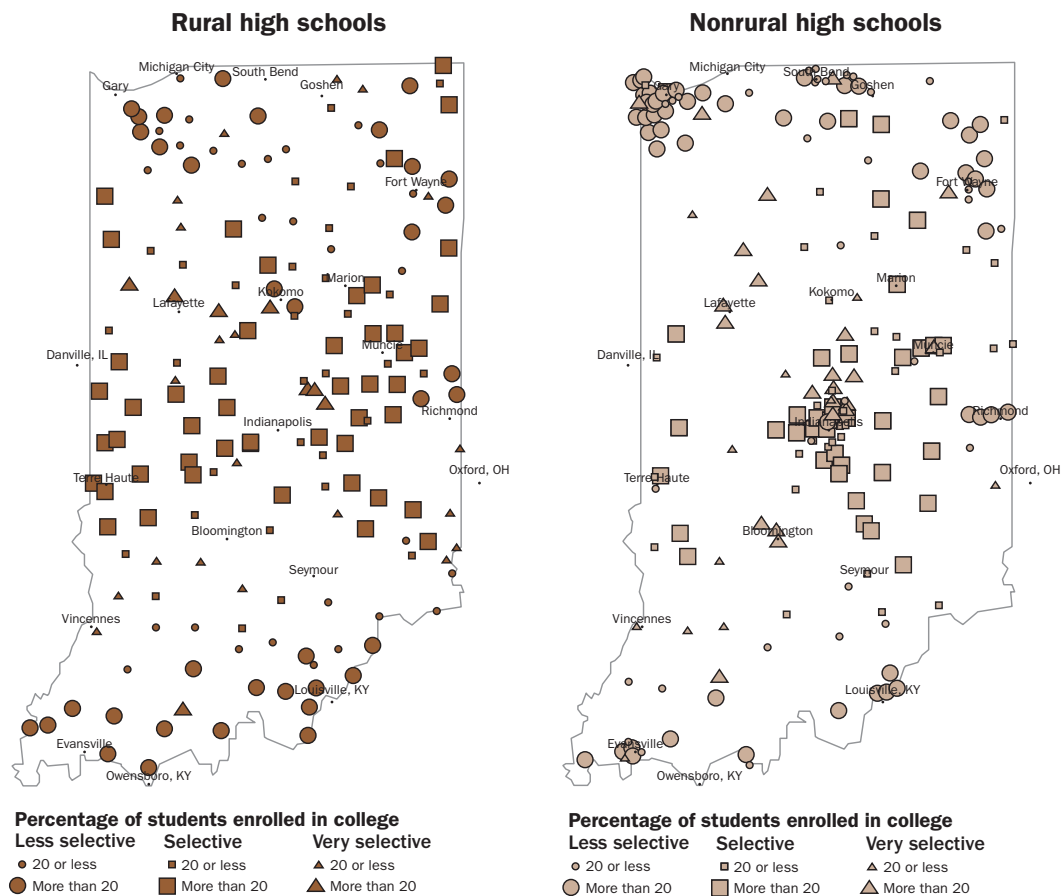 Rural high schools
Michigan City
South Bend
Gary
Goshen
Fort Wayne
Marion
Kokomo
Lafayette
Muncie
Danville, IL
Richmond
Indianapolis
Terre Haute
Oxford, OH
Bloomington
Seymour
Vincennes
Louisville, KY
Evansville
Owensboro, KY
Percentage of students enrolled in college
Less selective Selective Very selective
20 or less 20 or less 20 or less
More than 20 More than 20 More than 20
Nonrural high schools
Michigan City
South Bend
Gary
Goshen
Fort Wayne
Marion
Kokomo
Lafayette
Muncie
Danville, IL
Richmond
Indianapolis
Terre Haute
Oxford, OH
Bloomington
Seymour
Vincennes
Louisville, KY
Evansville
Owensboro, KY
Percentage of students enrolled in college
Less selective Selective Very selective
20 or less 20 or less 20 or less
More than 20 More than 20 More than 20